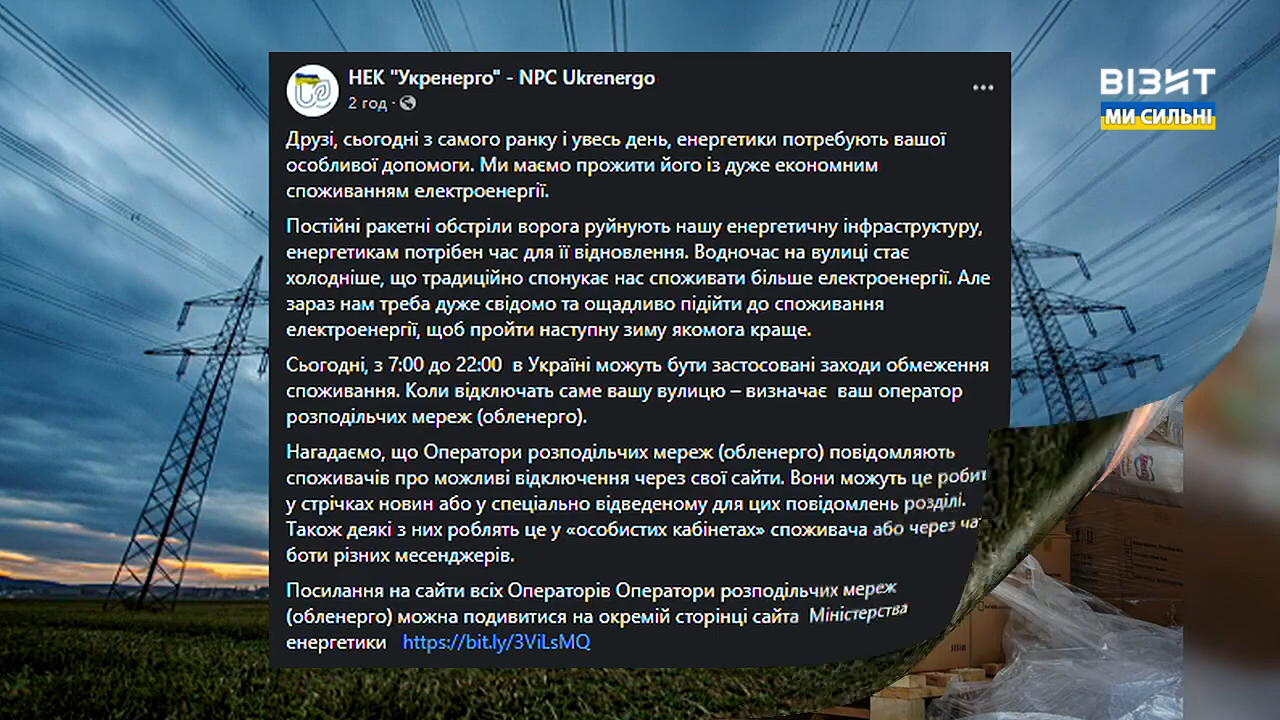 НЕК "Укренерго" - NPC Ukrenergo
2 год ·
ВІЗИТ
МИ СИЛЬНІ
Друзі, сьогодні з самого ранку і увесь день, енергетики потребують вашої
особливої допомоги. Ми маємо прожити його із дуже економним
споживанням електроенергії.
Постійні ракетні обстріли ворога руйнують нашу енергетичну інфраструктуру,
енергетикам потрібен час для її відновлення. Водночас на вулиці стає
холодніше, що традиційно спонукає нас споживати більше електроенергії. Але
зараз нам треба дуже свідомо та ощадливо підійти до споживання
електроенергії, щоб пройти наступну зиму якомога краще.
Сьогодні, з 7:00 до 22:00 в Україні можуть бути застосовані заходи обмеження
споживання. Коли відключать саме вашу вулицю – визначає ваш оператор
розподільчих мереж (обленерго).
Нагадаємо, що Оператори розподільчих мереж (обленерго) повідомляють
споживачів про можливі відключення через свої сайти. Вони можуть це робит
у стрічках новин або у спеціально відведеному для цих повідомлень розділі.
Також деякі з них роблять це у «особистих кабінетах» споживача або через ча
боти різних месенджерів.
Посилання на сайти всіх Операторів Оператори розподільчих мереж
(обленерго) можна подивитися на окремій сторінці сайта Міністерства
енергетики https://bit.ly/3ViLsMQ